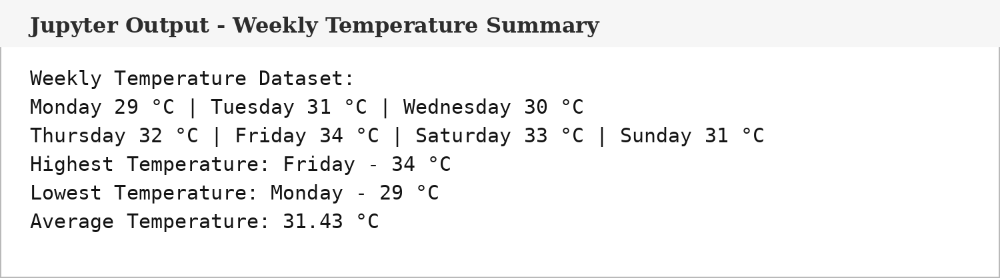 Jupyter Output - Weekly Temperature Summary
Weekly Temperature Dataset:
Monday 29 °C | Tuesday 31 °C | Wednesday 30 °C
Thursday 32 °C | Friday 34 °C | Saturday 33 °C | Sunday 31 °C
Highest Temperature: Friday - 34 °C
Lowest Temperature: Monday - 29 °C
Average Temperature: 31.43 °C